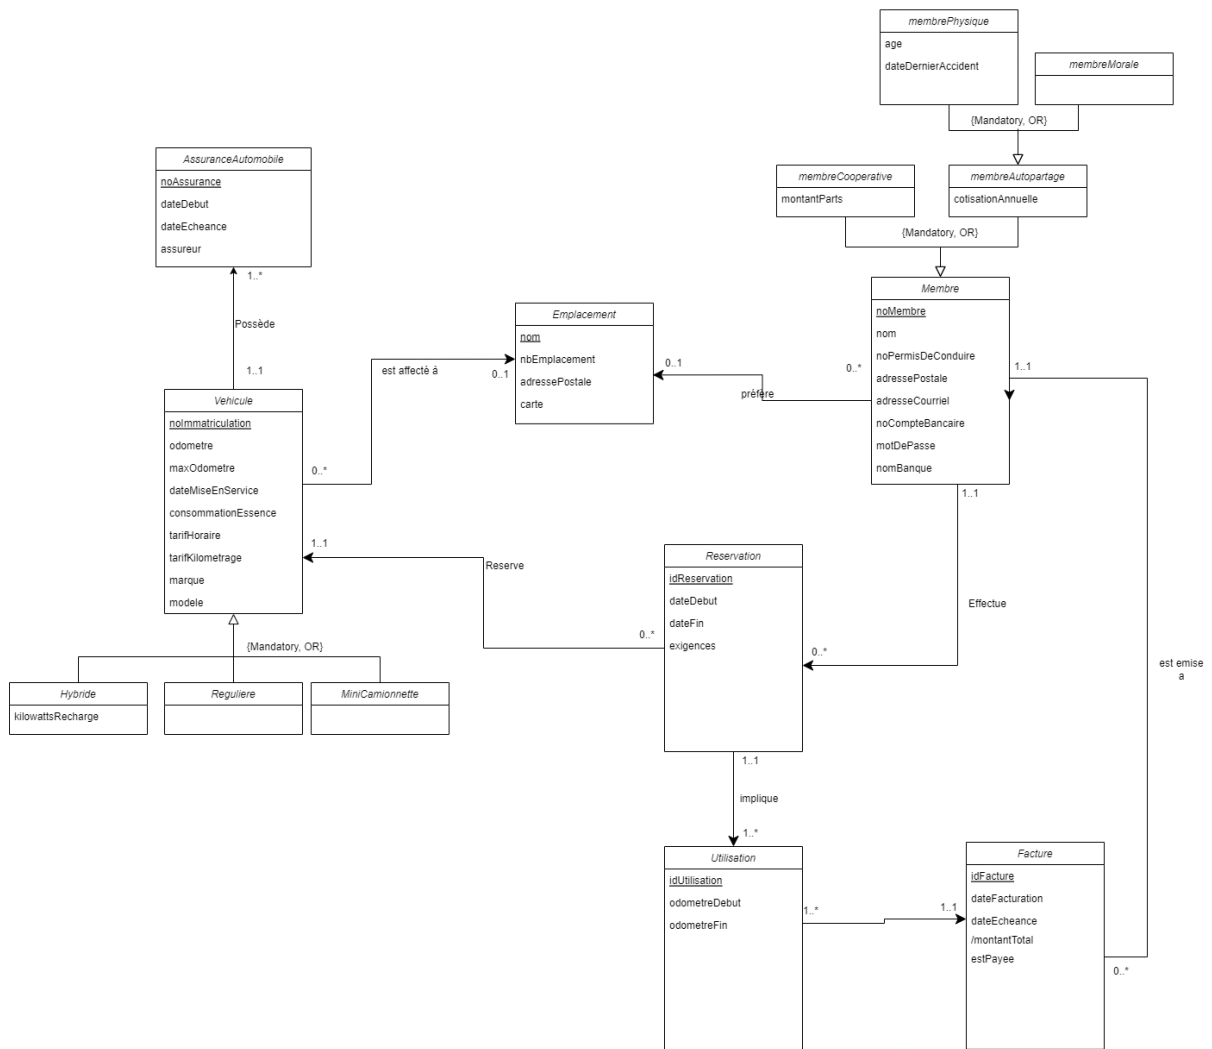 membrePhysique
age
dateDernierAccident
membreMorale
{Mandatory, OR}
AssuranceAutomobile
noAssurance
dateDebut
dateEcheance
assureur
membreCooperative
montantParts
membreAutopartage
cotisationAnnuelle
{Mandatory, OR}
1..*
Possède
1..1
Emplacement
nom
nbEmplacement
adressePostale
carte
est affecté à
0..1
0..1
préfère
0..*
Membre
noMembre
nom
noPermisDeConduire
adressePostale
adresseCourriel
noCompteBancaire
motDePasse
nomBanque
1..1
1..1
Vehicule
noImmatriculation
odometre
maxOdometre
dateMiseEnService
consommationEssence
tarifHoraire
tarifKilometrage
marque
modele
0..*
1..1
Reserve
0..*
Reservation
idReservation
dateDebut
dateFin
exigences
Effectue
0..*
{Mandatory, OR}
Hybride
kilowattsRecharge
Reguliere
MiniCamionnette
est emise
a
1..1
implique
1..*
Utilisation
idUtilisation
odometreDebut
odometreFin
1..*
1..1
Facture
idFacture
dateFacturation
dateEcheance
/montantTotal
estPayee
0..*